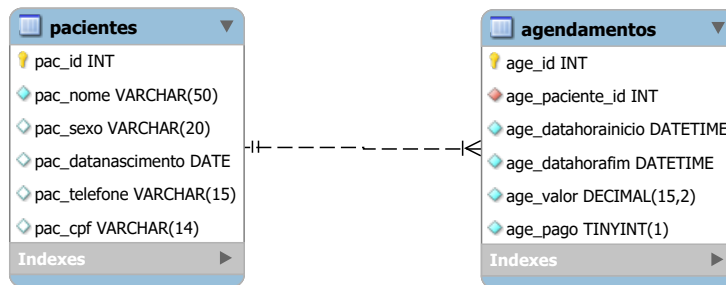 pacientes
pac_id INT
pac_nome VARCHAR(50)
pac_sexo VARCHAR(20)
pac_datanascimento DATE
pac_telefone VARCHAR(15)
pac_cpf VARCHAR(14)
Indexes
agendamentos
age_id INT
age_paciente_id INT
age_datahorainicio DATETIME
age_datahorafim DATETIME
age_valor DECIMAL(15,2)
age_pago TINYINT(1)
Indexes